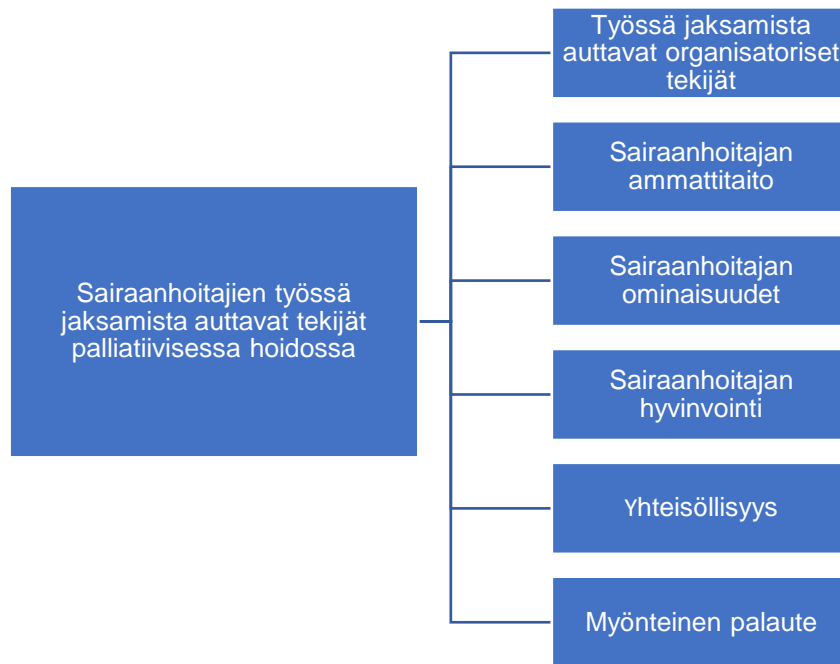 Sairaanhoitajien työssä
jaksamista auttavat tekijät
palliatiivisessa hoidossa
Työssä jaksamista
auttavat organisatoriset
tekijät
Sairaanhoitajan
ammattitaito
Sairaanhoitajan
ominaisuudet
Sairaanhoitajan
hyvinvointi
Yhteisöllisyys
Myönteinen palaute